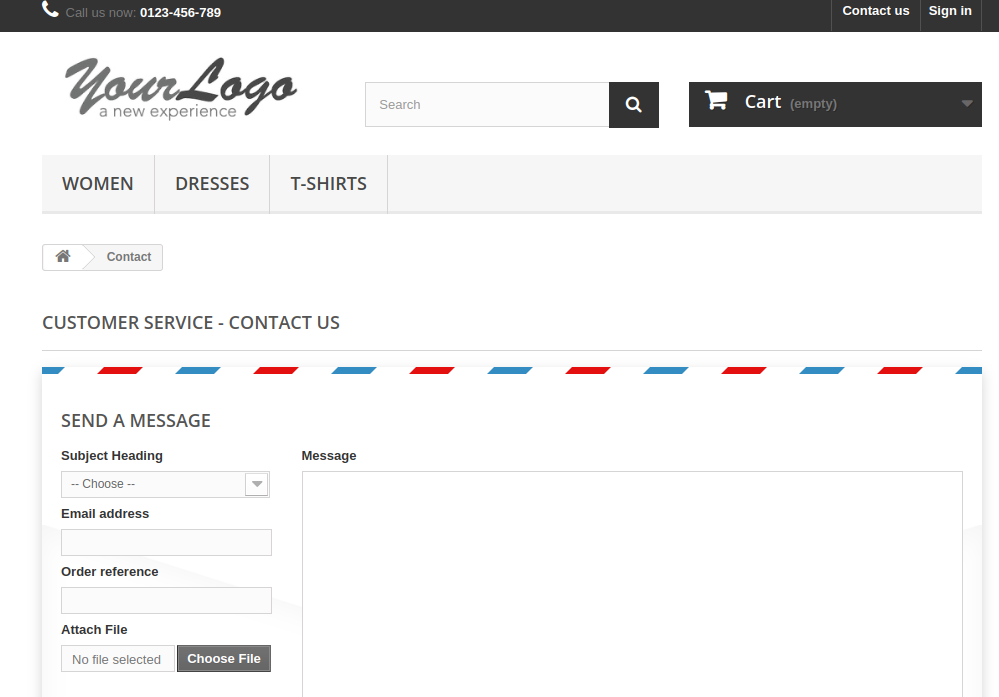 Call us now: 0123-456-789
Contact us
Sign in
YourLogo
a new experience
Search
Cart (empty)
WOMEN
DRESSES
T-SHIRTS
Contact
CUSTOMER SERVICE - CONTACT US
SEND A MESSAGE
Subject Heading
-- Choose --
Email address
Order reference
Attach File
No file selected
Choose File
Message